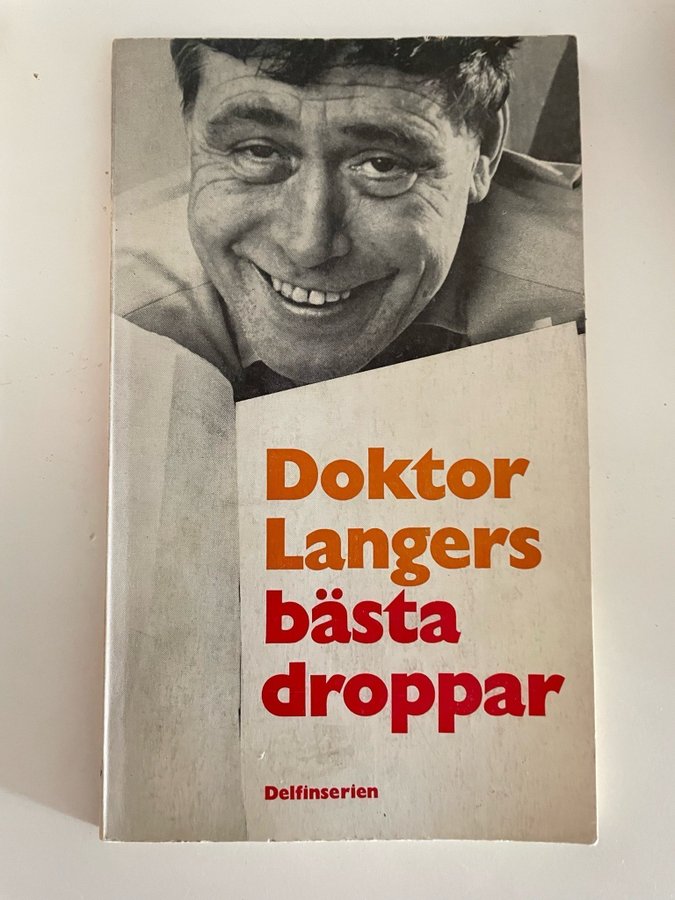 Doktor
Langers
bästa
droppar
Delfinserien